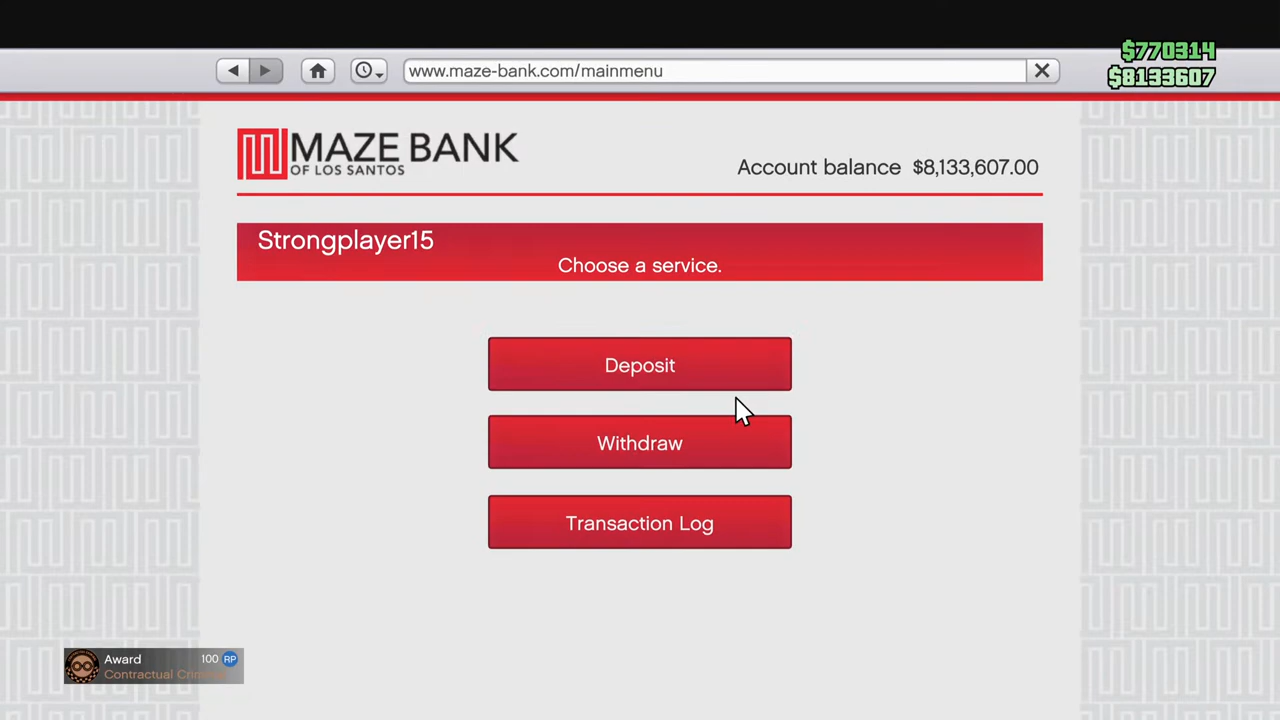 $770314
www.maze-bank.com/mainmenu
$8133607
MAZE BANK
OF LOS SANTOS
Account balance $8,133,607.00
Strongplayer15
Choose a service.
Deposit
Withdraw
Transaction Log
Award 100 RP
Contractual